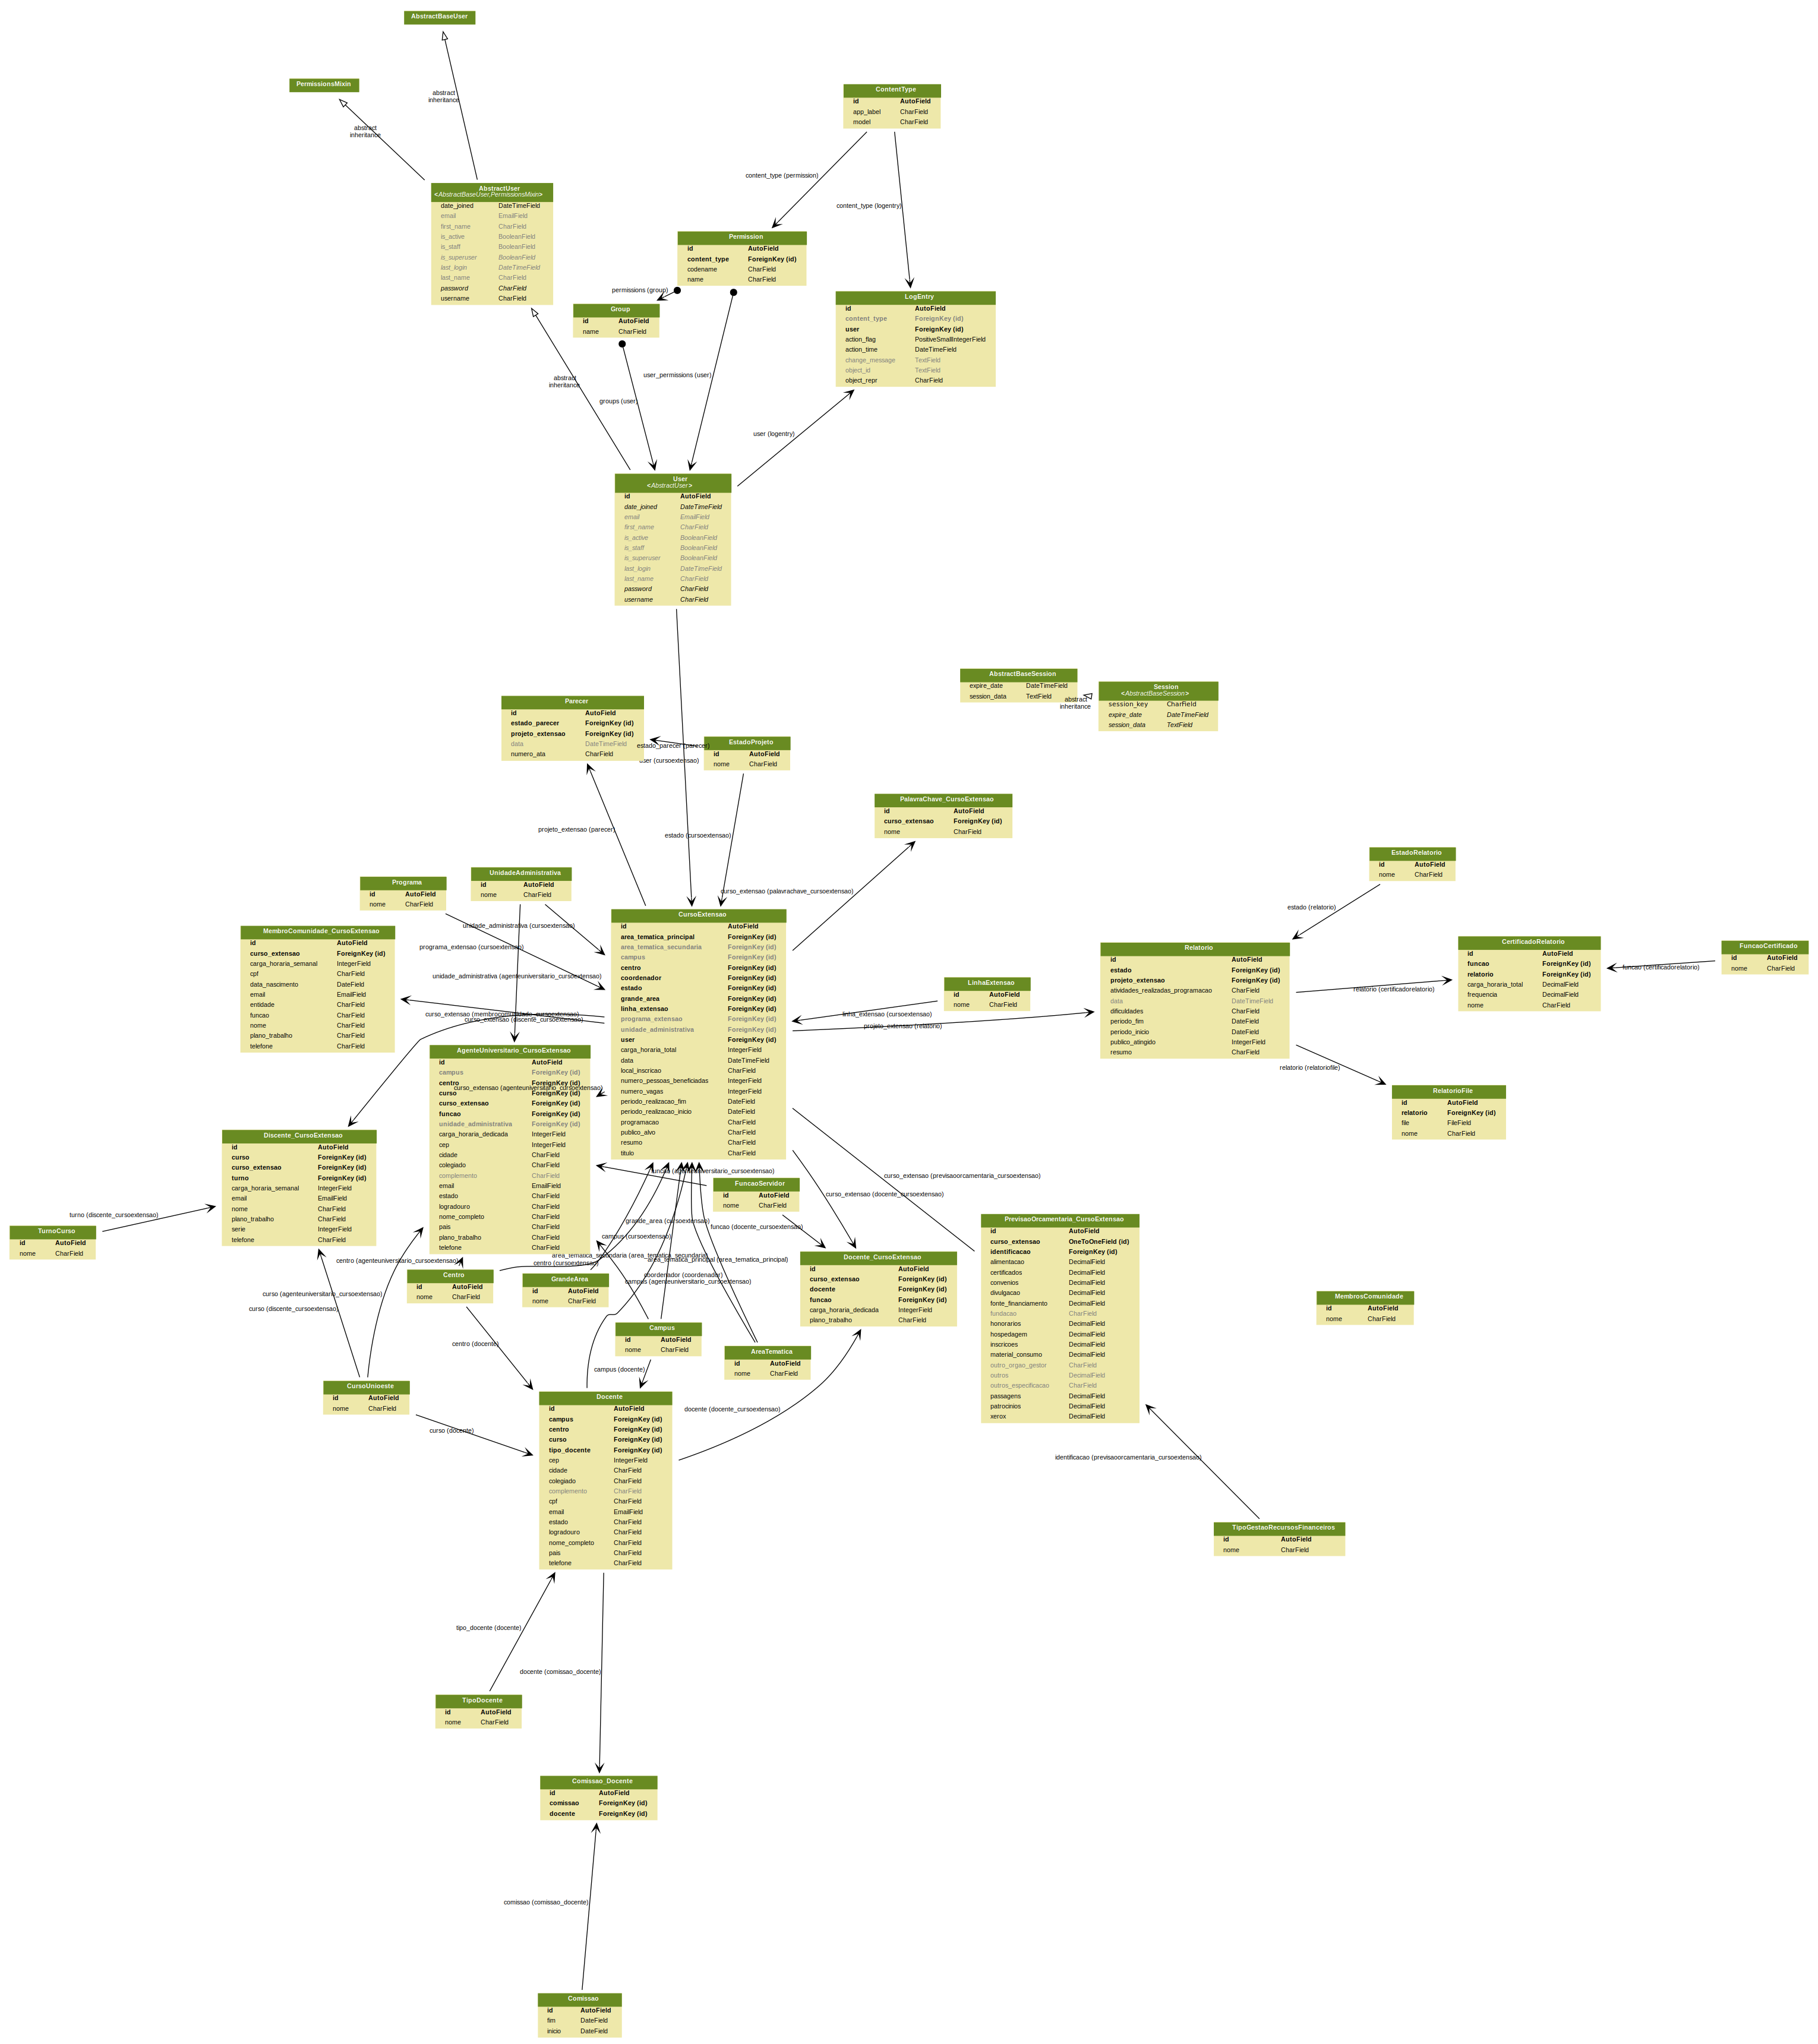 AbstractBaseUser
PermissionsMixin
abstract
inheritance
abstract
inheritance
ContentType
id AutoField
app_label CharField
model CharField
content_type (permission)
content_type (logentry)
AbstractUser
<AbstractBaseUser,PermissionsMixin>
date_joined DateTimeField
email EmailField
first_name CharField
is_active BooleanField
is_staff BooleanField
is_superuser BooleanField
last_login DateTimeField
last_name CharField
password CharField
username CharField
Permission
id AutoField
content_type ForeignKey (id)
codename CharField
name CharField
permissions (group)
Group
id AutoField
name CharField
LogEntry
id AutoField
content_type ForeignKey (id)
user ForeignKey (id)
action_flag PositiveSmallIntegerField
action_time DateTimeField
change_message TextField
object_id TextField
object_repr CharField
abstract
inheritance
groups (user)
user_permissions (user)
user (logentry)
User
<AbstractUser>
id AutoField
date_joined DateTimeField
email EmailField
first_name CharField
is_active BooleanField
is_staff BooleanField
is_superuser BooleanField
last_login DateTimeField
last_name CharField
password CharField
username CharField
AbstractBaseSession
expire_date DateTimeField
session_data TextField
abstract
inheritance
Session
<AbstractBaseSession>
session_key CharField
expire_date DateTimeField
session_data TextField
Parecer
id AutoField
estado_parecer ForeignKey (id)
projeto_extensao ForeignKey (id)
data DateTimeField
numero_ata CharField
estado_parecer (parecer)
user (cursoextensao)
EstadoProjeto
id AutoField
nome CharField
projeto_extensao (parecer)
estado (cursoextensao)
PalavraChave_CursoExtensao
id AutoField
curso_extensao ForeignKey (id)
nome CharField
curso_extensao (palavrachave_cursoextensao)
Programa
id AutoField
nome CharField
UnidadeAdministrativa
id AutoField
nome CharField
unidade_administrativa (cursoextensao)
programa_extensao (cursoextensao)
unidade_administrativa (agenteuniversitario_cursoextensao)
MembroComunidade_CursoExtensao
id AutoField
curso_extensao ForeignKey (id)
carga_horaria_semanal IntegerField
cpf CharField
data_nascimento DateField
email EmailField
entidade CharField
funcao CharField
nome CharField
plano_trabalho CharField
telefone CharField
curso_extensao (membrocomunidade_cursoextensao)
curso_extensao (discente_cursoextensao)
CursoExtensao
id AutoField
area_tematica_principal ForeignKey (id)
area_tematica_secundaria ForeignKey (id)
campus ForeignKey (id)
centro ForeignKey (id)
coordenador ForeignKey (id)
estado ForeignKey (id)
grande_area ForeignKey (id)
linha_extensao ForeignKey (id)
programa_extensao ForeignKey (id)
unidade_administrativa ForeignKey (id)
user ForeignKey (id)
carga_horaria_total IntegerField
data DateTimeField
local_inscricao CharField
numero_pessoas_beneficiadas IntegerField
numero_vagas IntegerField
periodo_realizacao_fim DateField
periodo_realizacao_inicio DateField
programacao CharField
publico_alvo CharField
resumo CharField
titulo CharField
LinhaExtensao
id AutoField
nome CharField
linha_extensao (cursoextensao)
projeto_extensao (relatorio)
EstadoRelatorio
id AutoField
nome CharField
estado (relatorio)
Relatorio
id AutoField
estado ForeignKey (id)
projeto_extensao ForeignKey (id)
atividades_realizadas_programacao CharField
data DateTimeField
dificuldades CharField
periodo_fim DateField
periodo_inicio DateField
publico_atingido IntegerField
resumo CharField
relatorio (certificadorelatorio)
CertificadoRelatorio
id AutoField
funcao ForeignKey (id)
relatorio ForeignKey (id)
carga_horaria_total DecimalField
frequencia DecimalField
nome CharField
funcao (certificadorelatorio)
FuncaoCertificado
id AutoField
nome CharField
relatorio (relatoriofile)
RelatorioFile
id AutoField
relatorio ForeignKey (id)
file FileField
nome CharField
AgenteUniversitario_CursoExtensao
id AutoField
campus ForeignKey (id)
centro ForeignKey (id)
curso ForeignKey (id)
curso_extensao ForeignKey (id)
funcao ForeignKey (id)
unidade_administrativa ForeignKey (id)
carga_horaria_dedicada IntegerField
cep IntegerField
cidade CharField
colegiado CharField
complemento CharField
email EmailField
estado CharField
logradouro CharField
nome_completo CharField
pais CharField
plano_trabalho CharField
telefone CharField
curso_extensao (agenteuniversitario_cursoextensao)
Discente_CursoExtensao
id AutoField
curso ForeignKey (id)
curso_extensao ForeignKey (id)
turno ForeignKey (id)
carga_horaria_semanal IntegerField
email EmailField
nome CharField
plano_trabalho CharField
serie IntegerField
telefone CharField
turno (discente_cursoextensao)
TurnoCurso
id AutoField
nome CharField
funcao (agenteuniversitario_cursoextensao)
curso_extensao (previsaoorcamentaria_cursoextensao)
curso_extensao (docente_cursoextensao)
FuncaoServidor
id AutoField
nome CharField
grande_area (cursoextensao)
funcao (docente_cursoextensao)
campus (cursoextensao)
area_tematica_secundaria (area_tematica_secundaria)
area_tematica_principal (area_tematica_principal)
centro (agenteuniversitario_cursoextensao)
centro (cursoextensao)
coordenador (coordenador)
campus (agenteuniversitario_cursoextensao)
Centro
id AutoField
nome CharField
GrandeArea
id AutoField
nome CharField
curso (agenteuniversitario_cursoextensao)
curso (discente_cursoextensao)
Docente_CursoExtensao
id AutoField
curso_extensao ForeignKey (id)
docente ForeignKey (id)
funcao ForeignKey (id)
carga_horaria_dedicada IntegerField
plano_trabalho CharField
PrevisaoOrcamentaria_CursoExtensao
id AutoField
curso_extensao OneToOneField (id)
identificacao ForeignKey (id)
alimentacao DecimalField
certificados DecimalField
convenios DecimalField
divulgacao DecimalField
fonte_financiamento DecimalField
fundacao CharField
honorarios DecimalField
hospedagem DecimalField
inscricoes DecimalField
material_consumo DecimalField
outro_orgao_gestor CharField
outros DecimalField
outros_especificacao CharField
passagens DecimalField
patrocinios DecimalField
xerox DecimalField
MembrosComunidade
id AutoField
nome CharField
Campus
id AutoField
nome CharField
AreaTematica
id AutoField
nome CharField
centro (docente)
campus (docente)
CursoUnioeste
id AutoField
nome CharField
curso (docente)
docente (docente_cursoextensao)
Docente
id AutoField
campus ForeignKey (id)
centro ForeignKey (id)
curso ForeignKey (id)
tipo_docente ForeignKey (id)
cep IntegerField
cidade CharField
colegiado CharField
complemento CharField
cpf CharField
email EmailField
estado CharField
logradouro CharField
nome_completo CharField
pais CharField
telefone CharField
identificacao (previsaoorcamentaria_cursoextensao)
TipoGestaoRecursosFinanceiros
id AutoField
nome CharField
tipo_docente (docente)
docente (comissao_docente)
TipoDocente
id AutoField
nome CharField
Comissao_Docente
id AutoField
comissao ForeignKey (id)
docente ForeignKey (id)
comissao (comissao_docente)
Comissao
id AutoField
fim DateField
inicio DateField